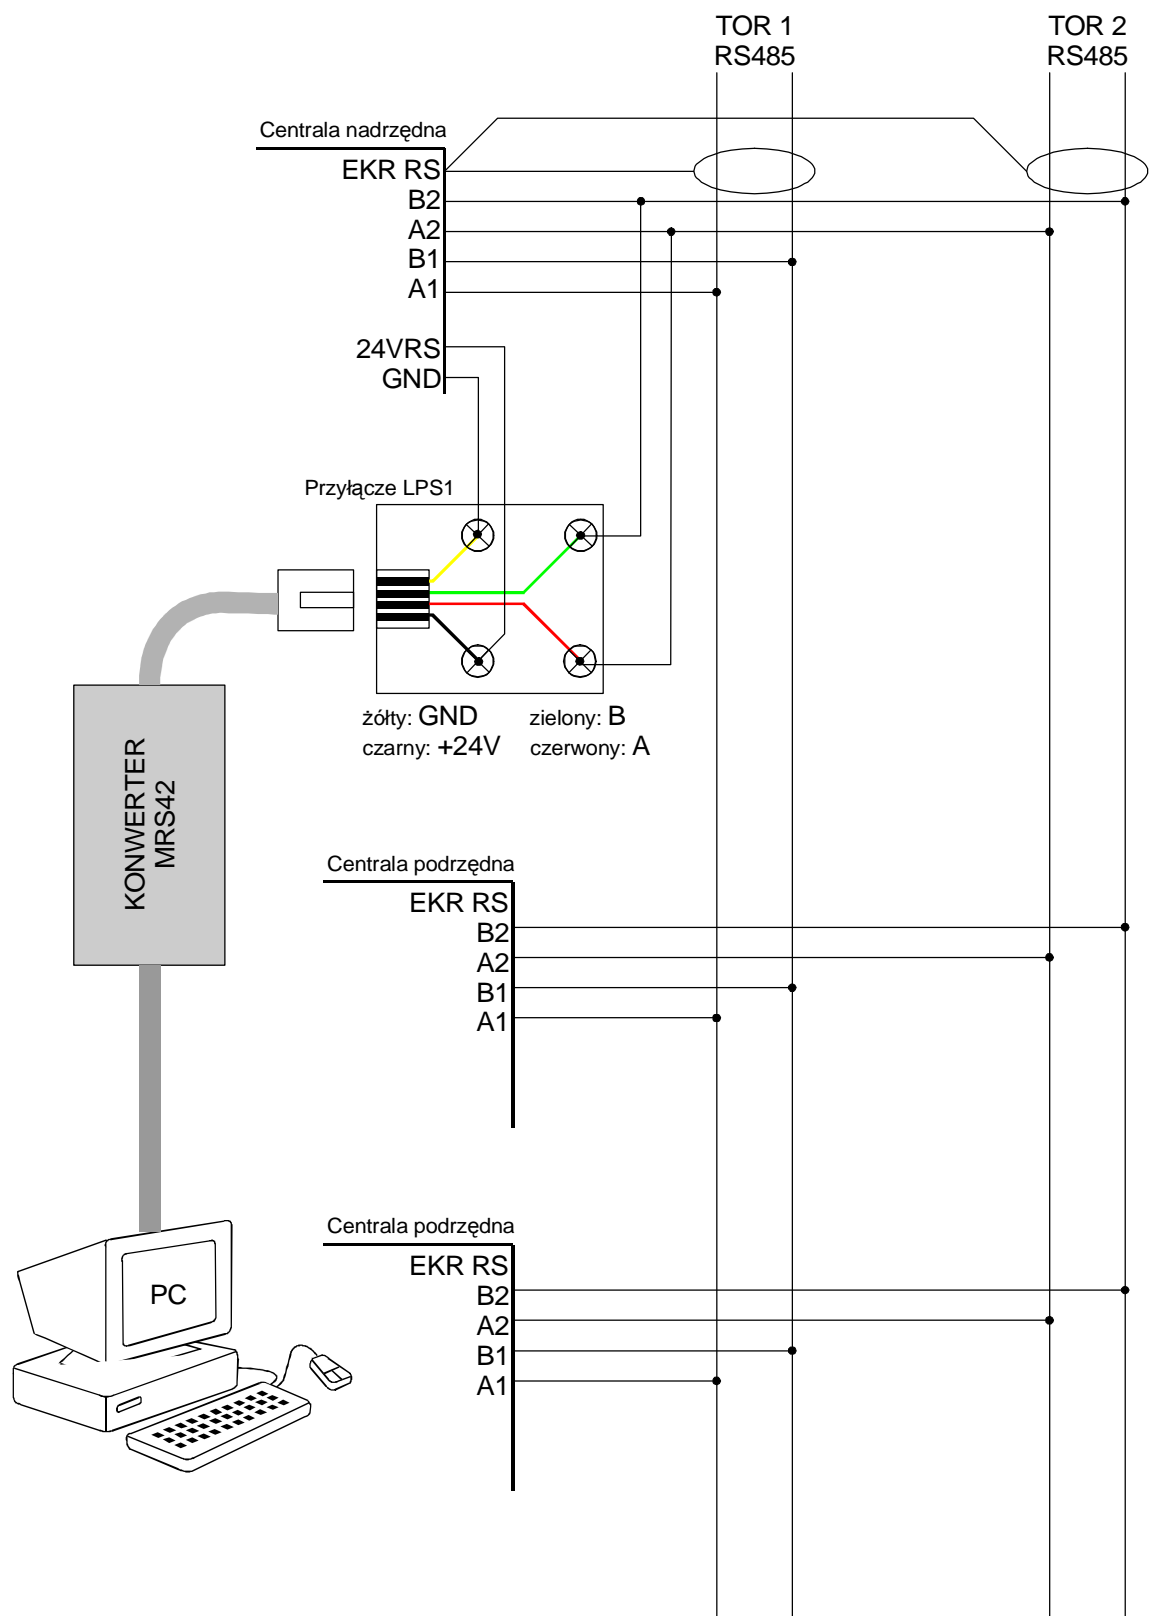 TOR 1
RS485
TOR 2
RS485
Centrala nadrzędna
EKR RS
B2
A2
B1
A1
24VRS
GND
Przyłącze LPS1
żółty: GND
zielony: B
czarny: +24V
czerwony: A
KONWERTER
MRS42
Centrala podrzędna
EKR RS
B2
A2
B1
A1
Centrala podrzędna
EKR RS
B2
A2
B1
A1
PC